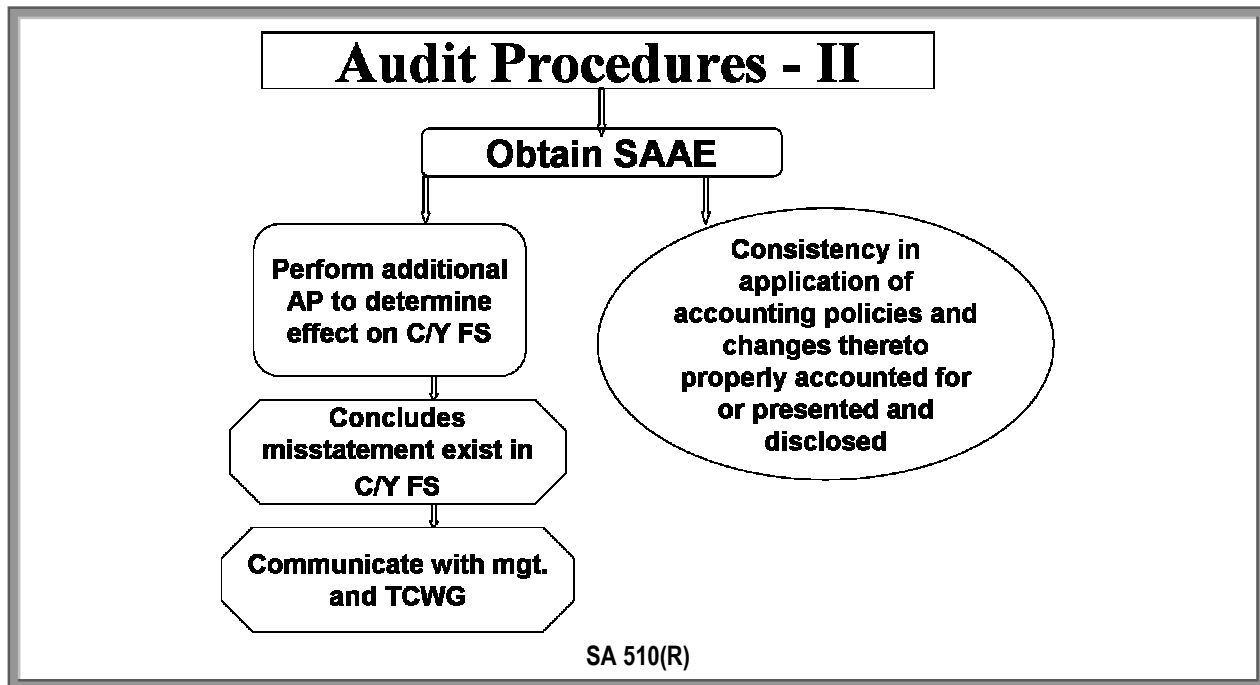 Audit Procedures - II
Obtain SAAE
Perform additional
AP to determine
effect on C/Y FS
Concludes
misstatement exist in
C/Y FS
Communicate with mgt.
and TCWG
Consistency in
application of
accounting policies and
changes thereto
properly accounted for
or presented and
disclosed
SA 510(R)